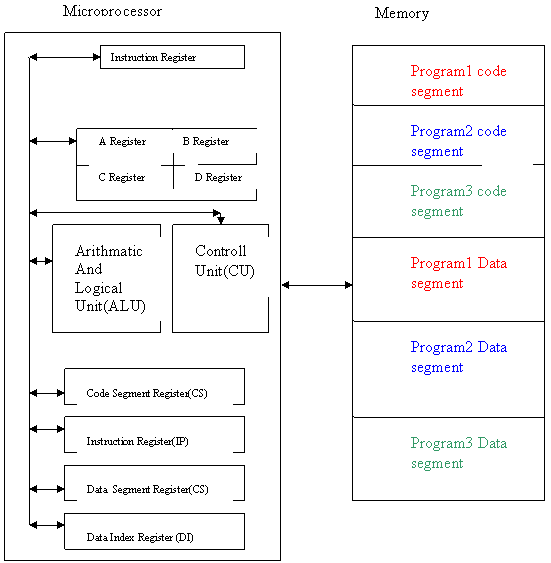 Microprocessor
Memory
Instruction Register
A Register
B Register
C Register
D Register
Arithmatic
And
Logical
Unit(ALU)
Controll
Unit(CU)
Code Segment Register(CS)
Instruction Register(IP)
Data Segment Register(CS)
Data Index Register (DI)
Program1 code
segment
Program2 code
segment
Program3 code
segment
Program1 Data
segment
Program2 Data
segment
Program3 Data
segment